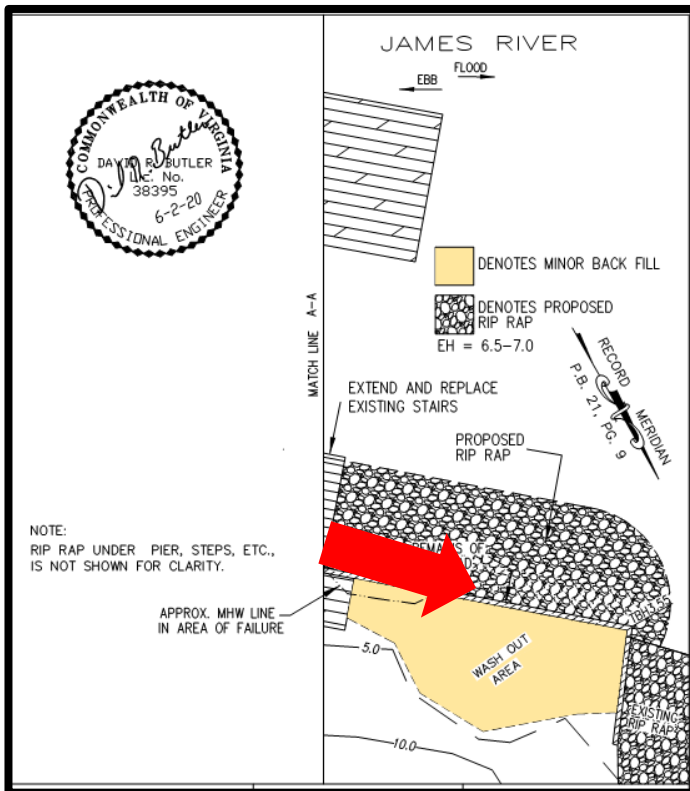 JAMES RIVER
EBB
FLOOD
COMMONWEALTH OF VIRGINIA
DAVID R. BUTLER
Lic. No.
38395
6-2-20
PROFESSIONAL ENGINEER
DENOTES MINOR BACK FILL
DENOTES PROPOSED
RIP RAP
EH = 6.5-7.0
MATCH LINE A-A
RECORD MERIDIAN
P.B. 21, PG. 9
EXTEND AND REPLACE
EXISTING STAIRS
PROPOSED
RIP RAP
NOTE:
RIP RAP UNDER PIER, STEPS, ETC.,
IS NOT SHOWN FOR CLARITY.
OF
APPROX. MHW LINE
IN AREA OF FAILURE
5.0
WASH OUT
AREA
EXISTING
RIP RAP
10.0